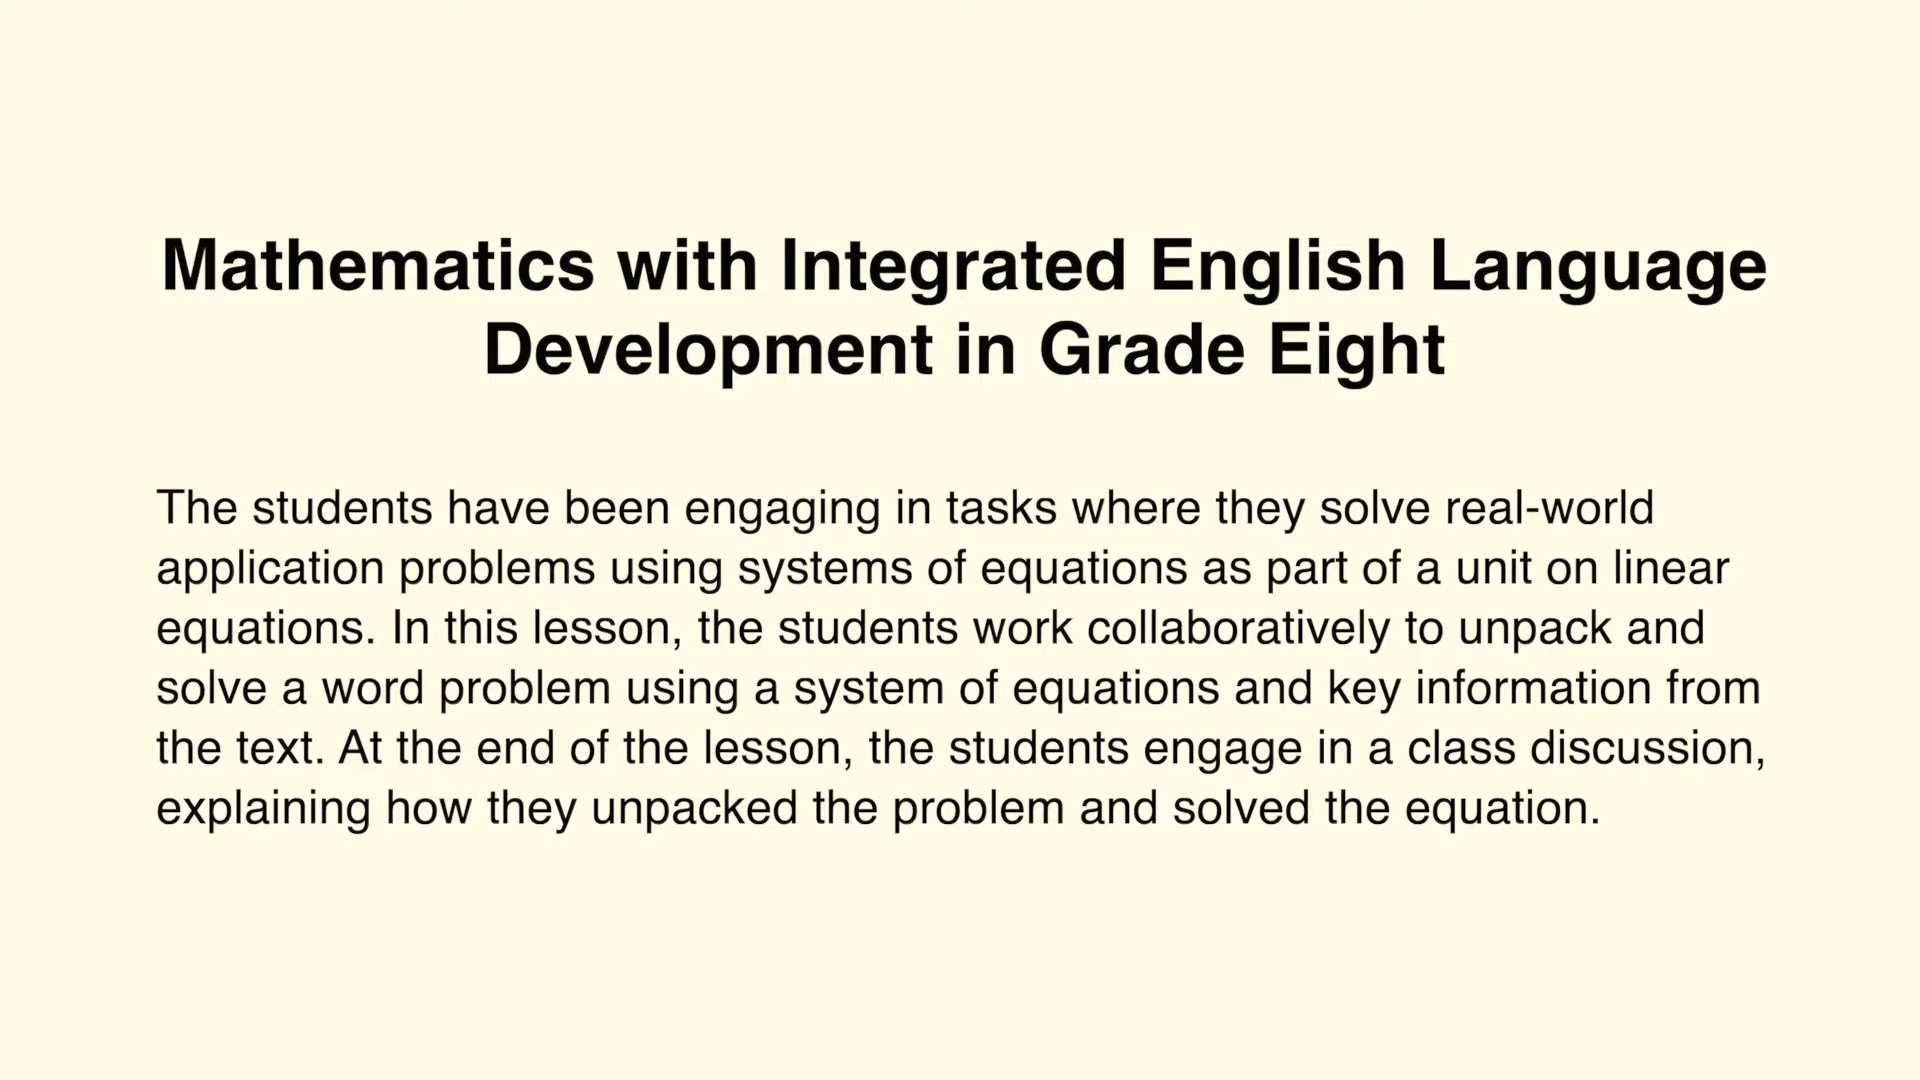 Mathematics with Integrated English Language
Development in Grade Eight
The students have been engaging in tasks where they solve real-world
application problems using systems of equations as part of a unit on linear
equations. In this lesson, the students work collaboratively to unpack and
solve a word problem using a system of equations and key information from
the text. At the end of the lesson, the students engage in a class discussion,
explaining how they unpacked the problem and solved the equation.